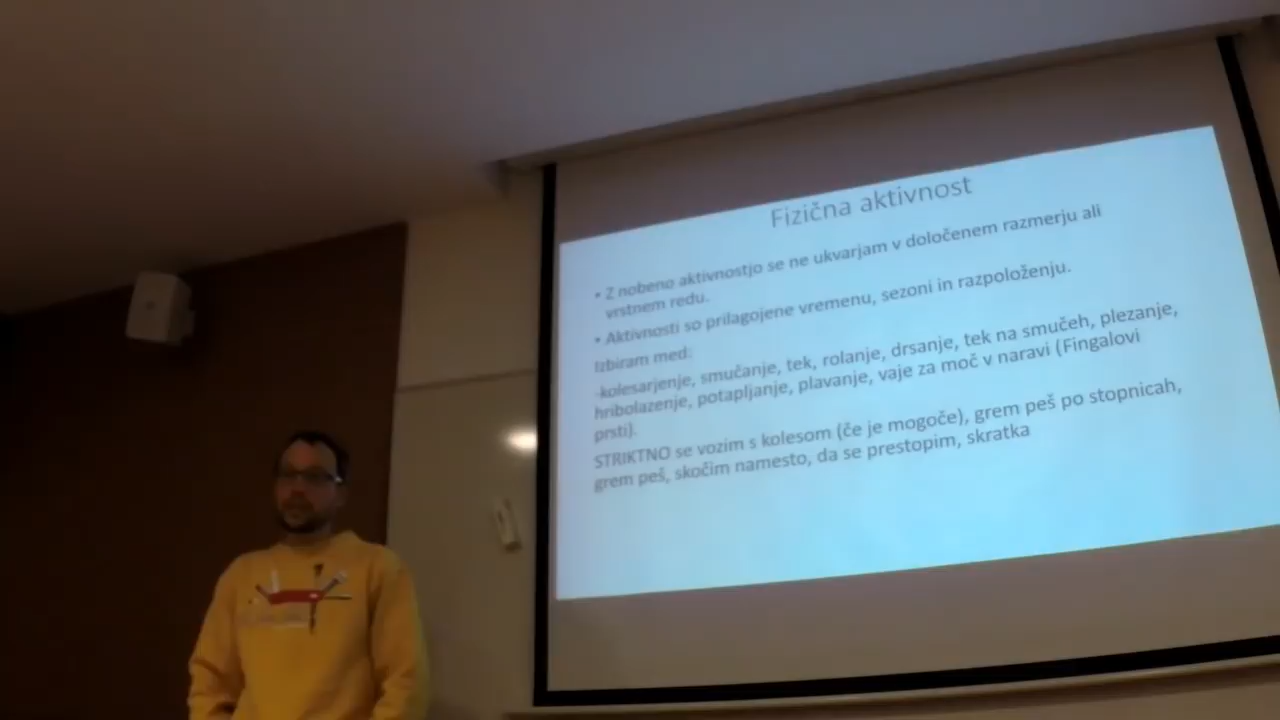 Fizična aktivnost
• Z nobeno aktivnostjo se ne ukvarjam v določenem razmerju ali
vrstnem redu.
• Aktivnosti so prilagojene vremenu, sezoni in razpoloženju.
Izbiram med:
-kolesarjenje, smučanje, tek, rolanje, drsanje, tek na smučeh, plezanje,
hribolazenje, potapljanje, plavanje, vaje za moč v naravi (Fingalovi
prsti).
STRIKTNO se vozim s kolesom (če je mogoče), grem peš po stopnicah,
grem peš, skočim namesto, da se prestopim, skratka